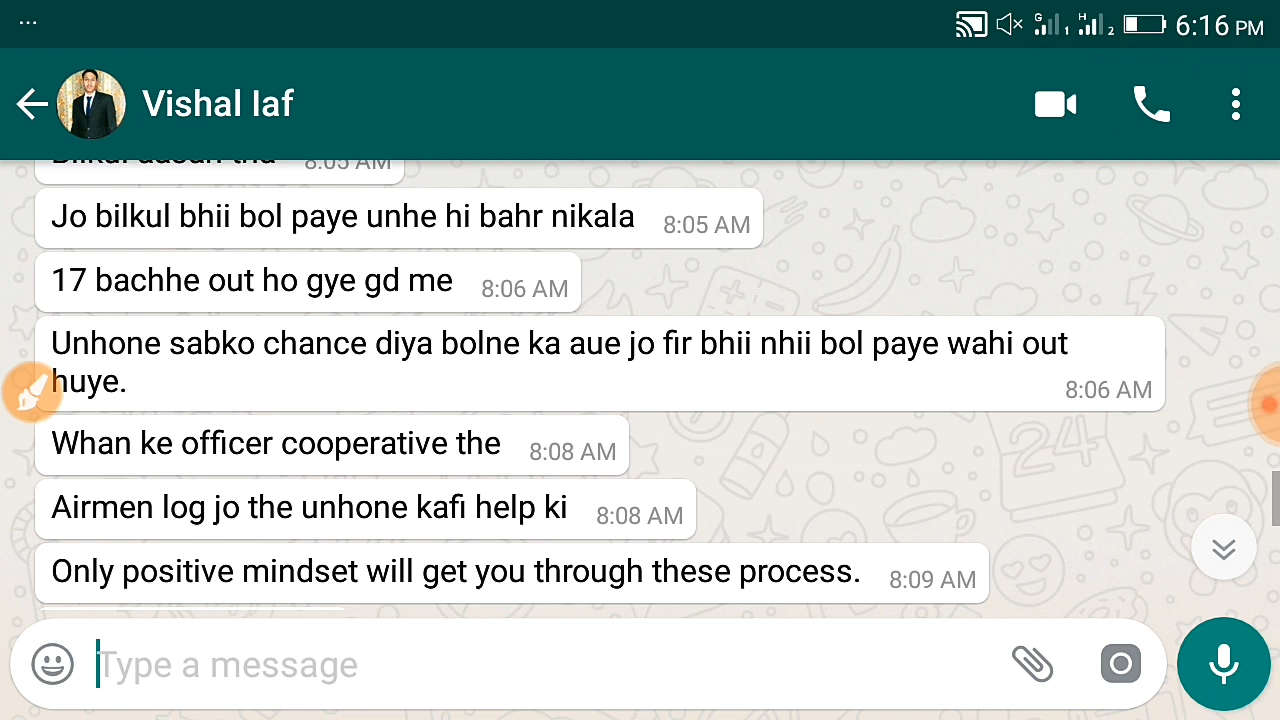 6:16 PM
Vishal Iaf
8:05 AM
Jo bilkul bhii bol paye unhe hi bahr nikala 8:05 AM
17 bachhe out ho gye gd me 8:06 AM
Unhone sabko chance diya bolne ka aue jo fir bhii nhii bol paye wahi out
huye. 8:06 AM
Whan ke officer cooperative the 8:08 AM
Airmen log jo the unhone kafi help ki 8:08 AM
Only positive mindset will get you through these process. 8:09 AM
Type a message